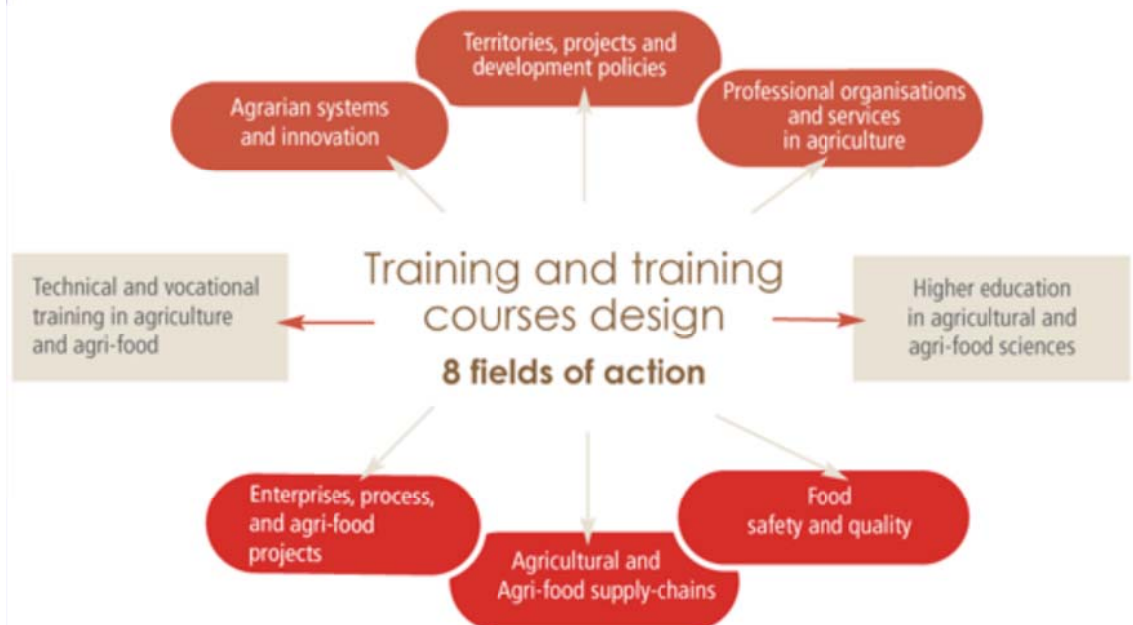 Territories, projects and
development policies
Agrarian systems
and innovation
Professional organisations
and services
in agriculture
Training and training
courses design
8 fields of action
Technical and vocational
training in agriculture
and agri-food
Higher education
in agricultural and
agri-food sciences
Enterprises, process,
and agri-food
projects
Agricultural and
Agri-food supply-chains
Food
safety and quality